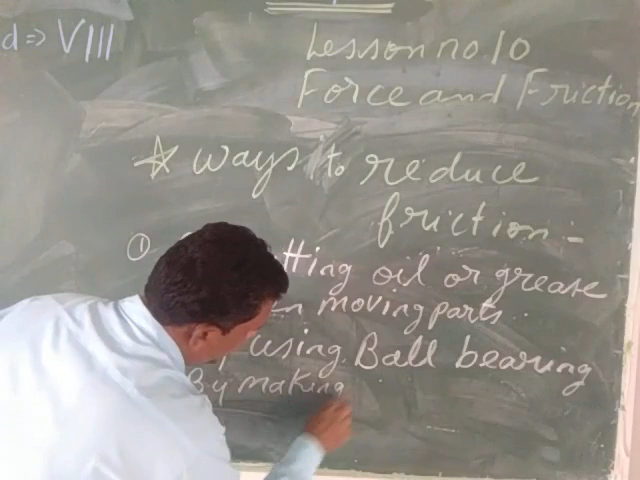 d => VIII
Lesson no. 10
Force and Friction
☆ Ways to reduce
friction:-
① tting oil or grease
moving parts.
using Ball bearing
By making